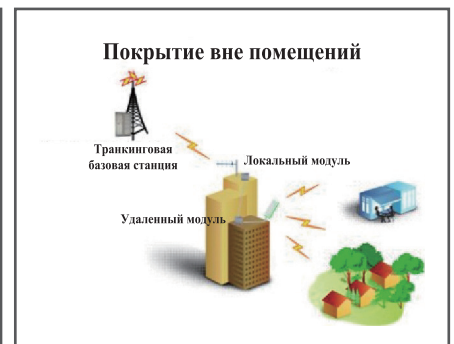 Покрытие вне помещений
Транкинговая
базовая станция
Локальный модуль
Удаленный модуль